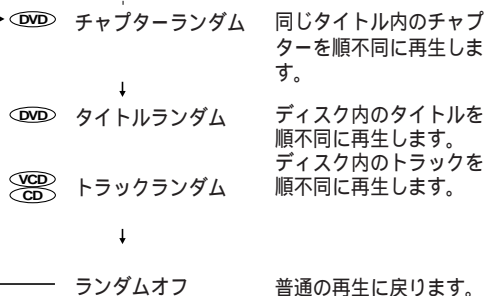 DVD チャプターランダム 同じタイトル内のチャプ
ターを順不同に再生しま
す。
DVD タイトルランダム ディスク内のタイトルを
順不同に再生します。
ディスク内のトラックを
VCD
CD トラックランダム 順不同に再生します。
ランダムオフ 普通の再生に戻ります。